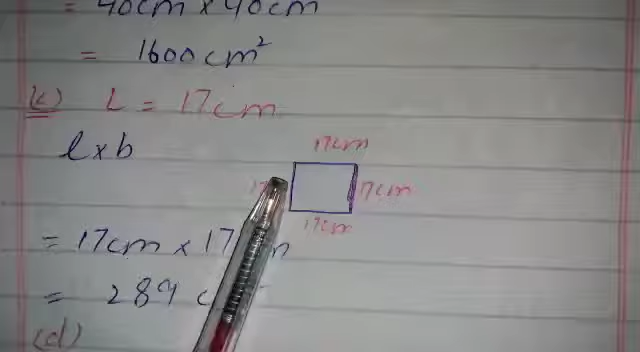 = 40cm x 40cm
= 1600 cm²
(c) L = 17cm
l x b
17cm
17cm
17cm
= 17cm x 17
= 289 c
(d)